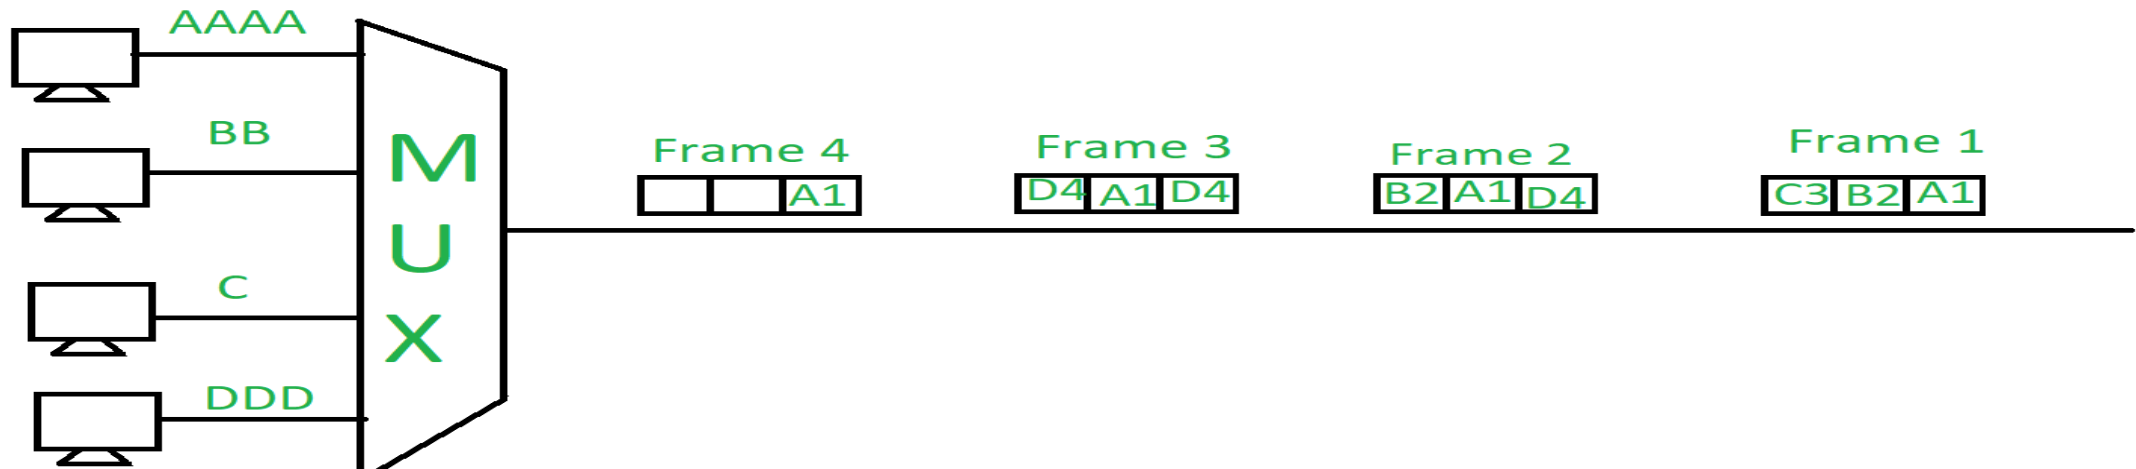 AAAA
BB
C
DDD
M
U
X
Frame 4
A1
Frame 3
D4 A1 D4
Frame 2
B2 A1 D4
Frame 1
C3 B2 A1